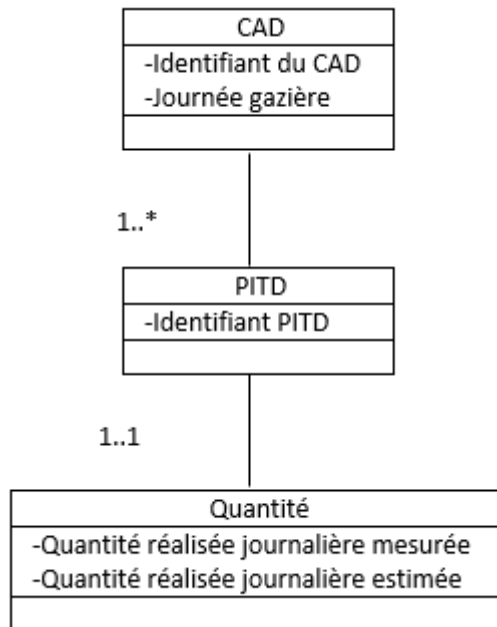 CAD
-Identifiant du CAD
-Journée gazière
1..*
PITD
-Identifiant PITD
1..1
Quantité
-Quantité réalisée journalière mesurée
-Quantité réalisée journalière estimée